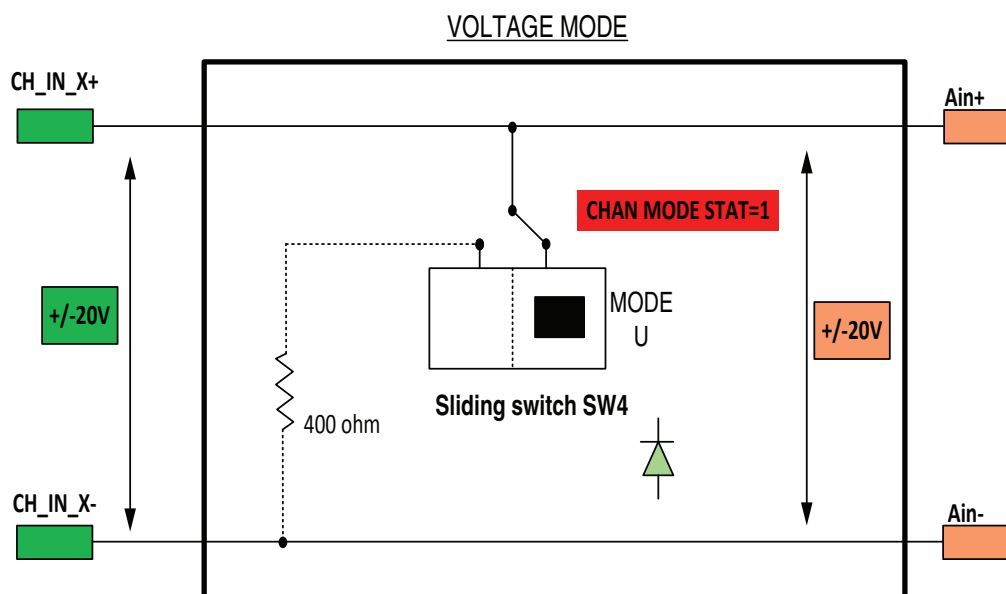 VOLTAGE MODE
CH_IN_X+
Ain+
CHAN MODE STAT=1
+/-20V
MODE
U
+/-20V
Sliding switch SW4
400 ohm
CH_IN_X-
Ain-